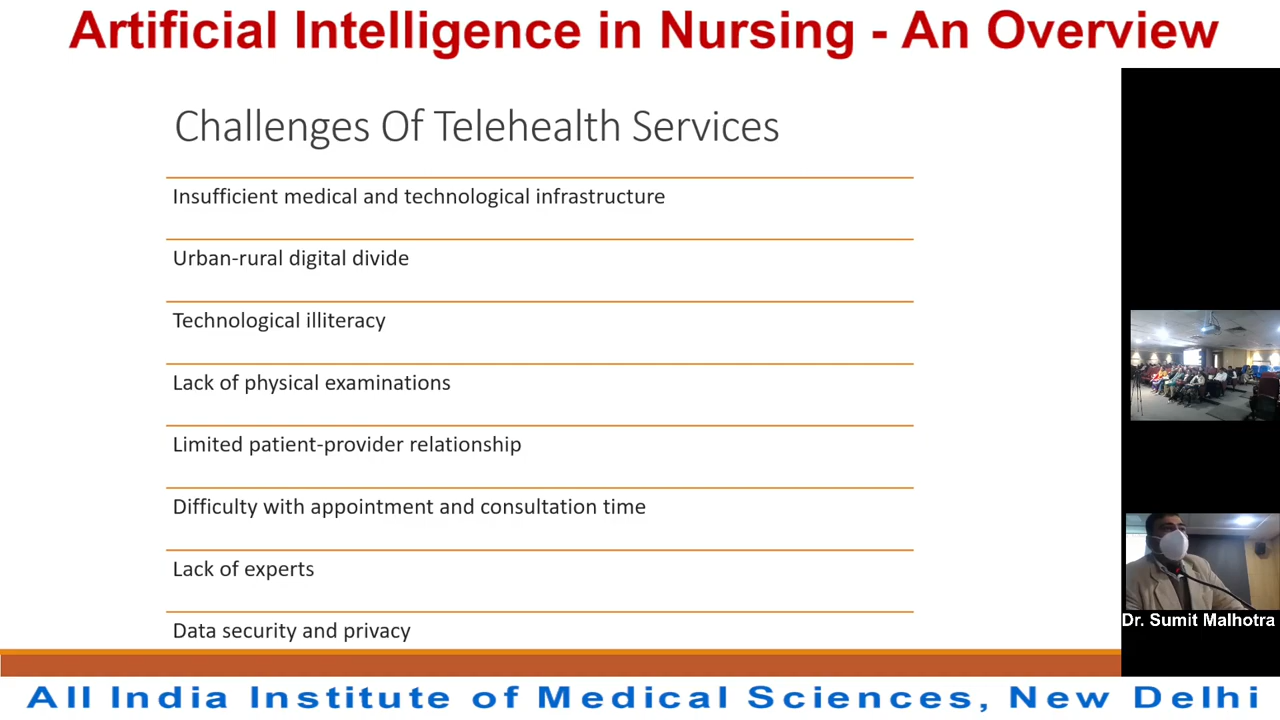 Artificial Intelligence in Nursing - An Overview
Challenges Of Telehealth Services
Insufficient medical and technological infrastructure
Urban-rural digital divide
Technological illiteracy
Lack of physical examinations
Limited patient-provider relationship
Difficulty with appointment and consultation time
Lack of experts
Data security and privacy
Dr. Sumit Malhotra
All India Institute of Medical Sciences, New Delhi